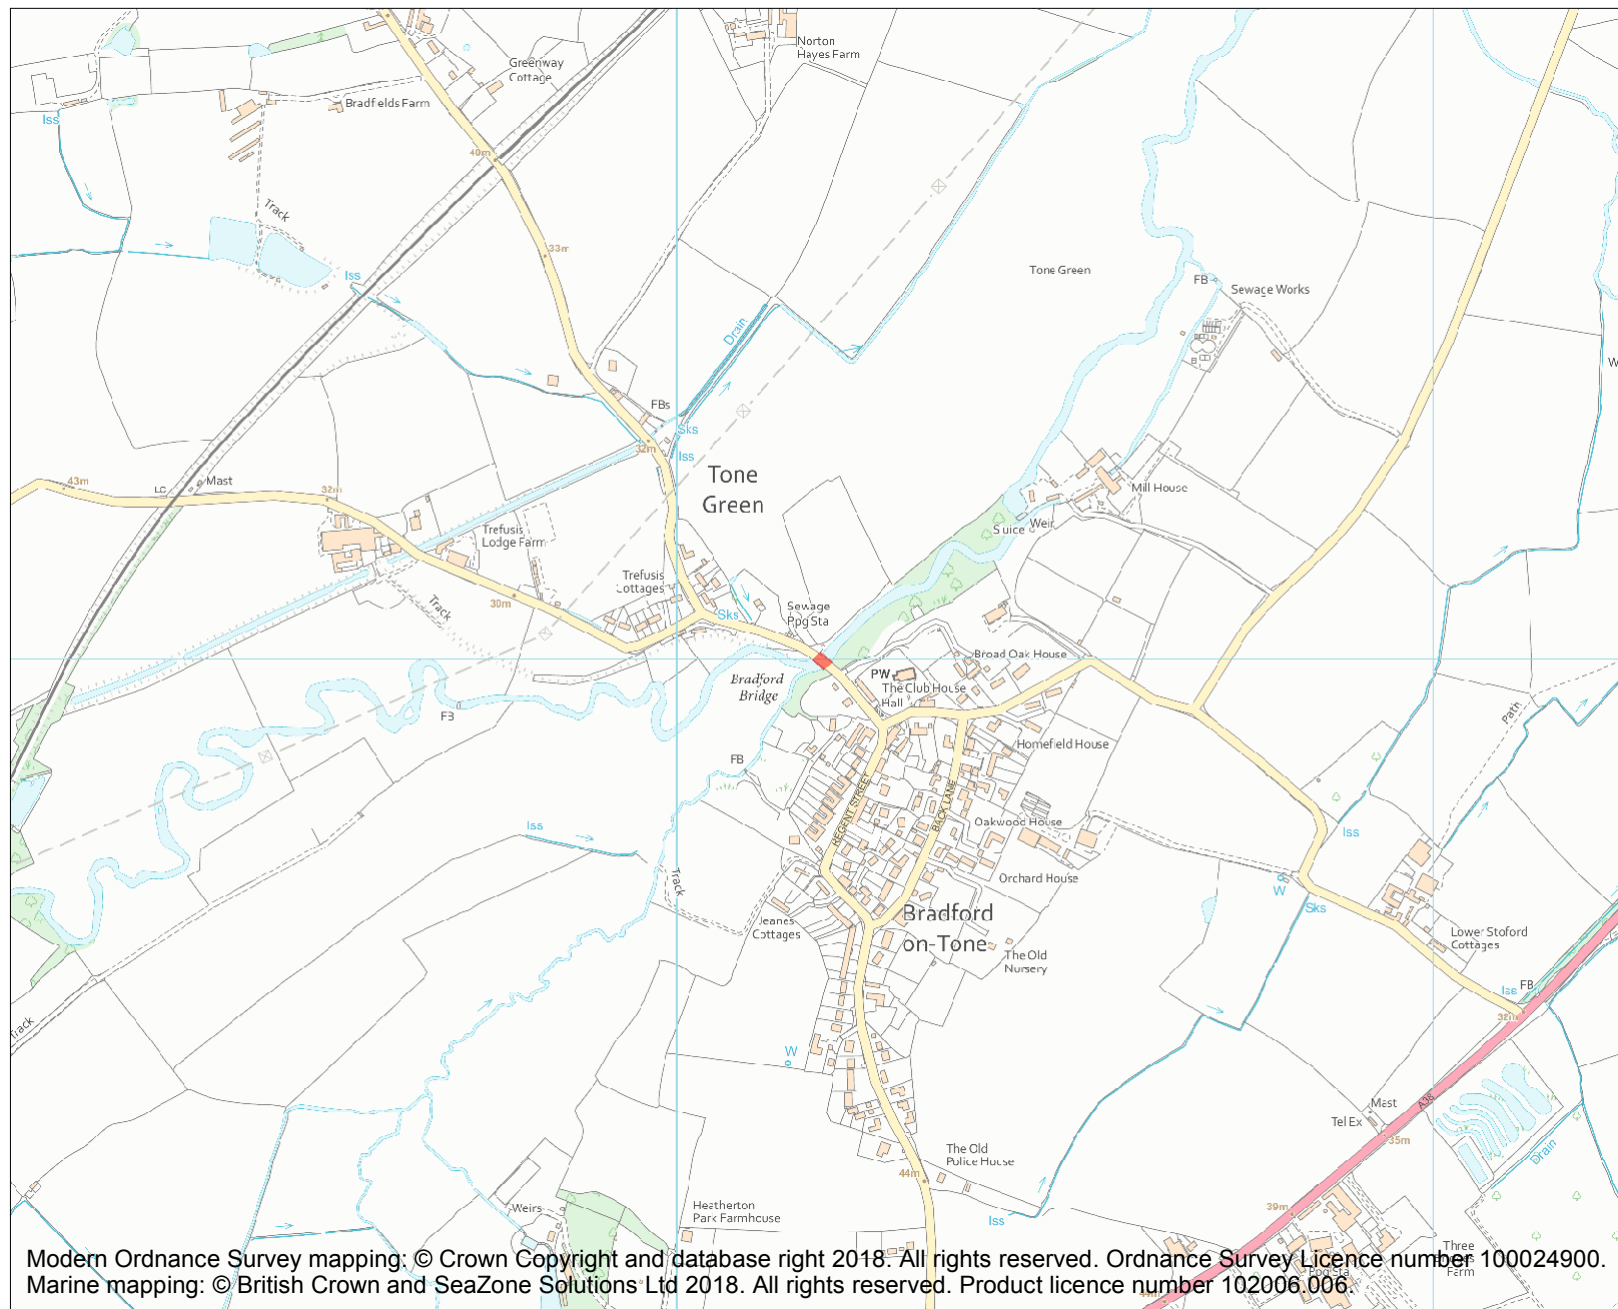 Norton
Hayes Farm
Greenway
Cottage
Bradfields Farm
Iss
40m
Track
33m
Iss
Tone Green
FB
Sewage Works
Drain
FBs
Sks
Iss
32m
43m
LC
Mast
32m
Tone
Green
Mill House
Sluice
Weir
Trefusis
Lodge Farm
Trefusis
Cottages
30m
Track
Sks
Sewage
Ppg Sta
Bradford
Bridge
PW
The Club House
Hall
Broad Oak House
FB
FB
Homefield House
Path
REGENT STREET
BACK LANE
Oakwood House
Iss
Iss
Track
Orchard House
W
Sks
Jeanes
Cottages
Bradford
on-Tone
The Old
Nursery
Lower Stoford
Cottages
Iss
FB
32m
Track
W
Mast
Tel Ex
A38
35m
Drain
The Old
Police House
44m
Weirs
Heatherton
Park Farmhouse
Iss
39m
Three
Farm
Ppg Sta
Modern Ordnance Survey mapping: © Crown Copyright and database right 2018. All rights reserved. Ordnance Survey Licence number 100024900.
Marine mapping: © British Crown and SeaZone Solutions Ltd 2018. All rights reserved. Product licence number 102006.006.